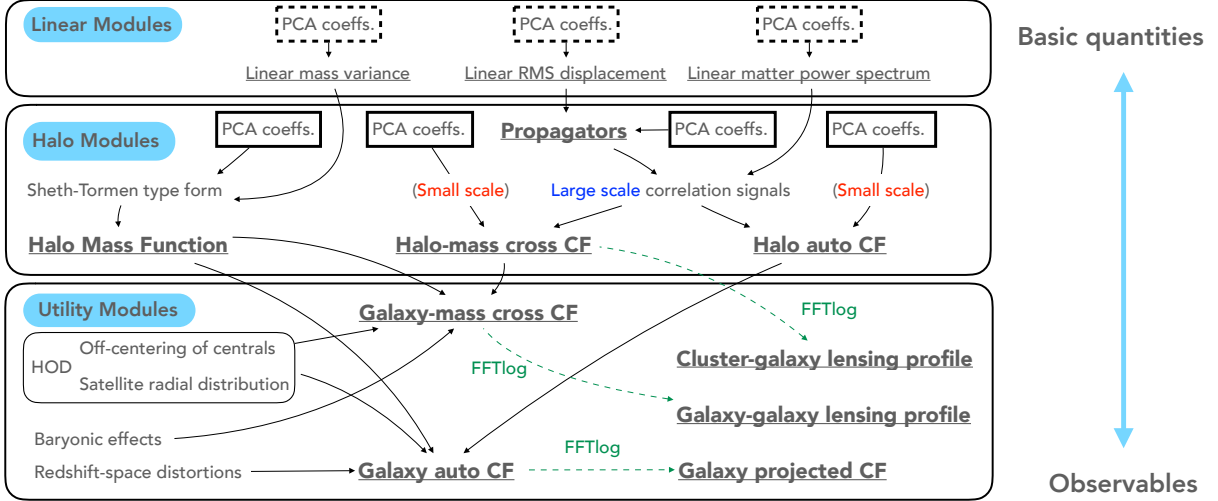 Linear Modules
PCA coeffs.
PCA coeffs.
PCA coeffs.
Basic quantities
Linear mass variance
Linear RMS displacement
Linear matter power spectrum
Halo Modules
PCA coeffs.
PCA coeffs.
Propagators
PCA coeffs.
PCA coeffs.
Sheth-Tormen type form
(Small scale)
Large scale correlation signals
(Small scale)
Halo Mass Function
Halo-mass cross CF
Halo auto CF
Utility Modules
Galaxy-mass cross CF
FFTlog
HOD
Off-centering of centrals
Satellite radial distribution
FFTlog
Cluster-galaxy lensing profile
Galaxy-galaxy lensing profile
Baryonic effects
FFTlog
Redshift-space distortions
Galaxy auto CF
Galaxy projected CF
Observables